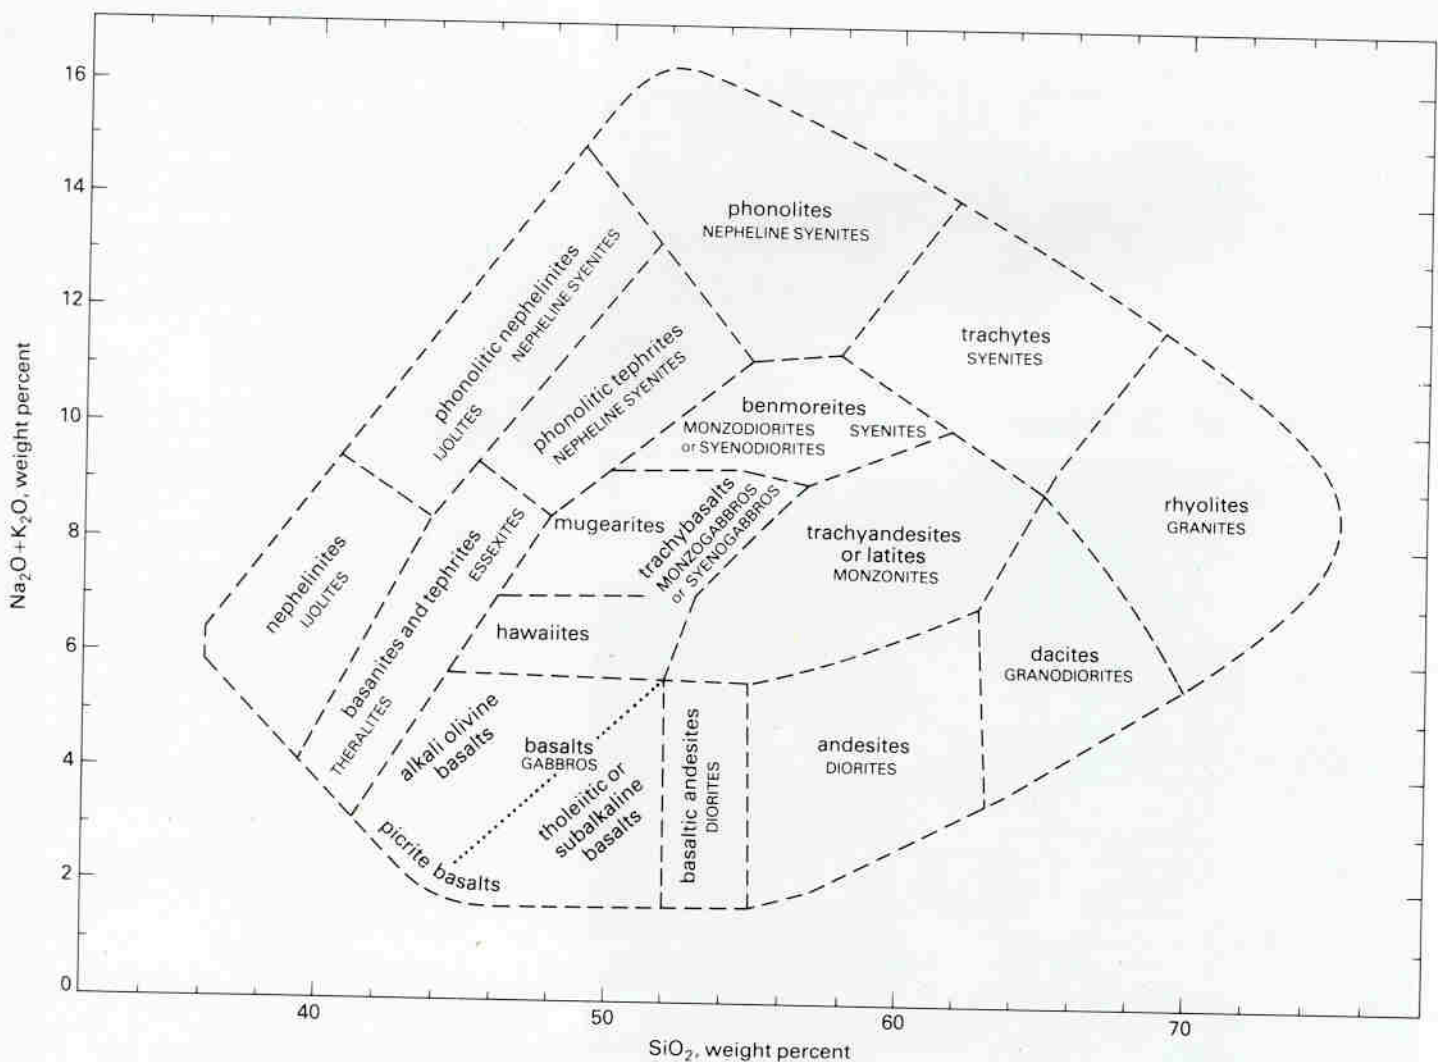 16
14
12
10
8
6
4
2
0
Na₂O+K₂O, weight percent
phonolites
NEPHELINE SYENITES
phonolitic nephelinites
NEPHELINE SYENITES
IJOLITES
trachytes
SYENITES
phonolitic tephrites
NEPHELINE SYENITES
benmoreites
MONZODIORITES SYENITES
or SYENODIORITES
rhyolites
GRANITES
mugearites
trachybasalts
MONZOGABBROS
or SYENOGABBROS
trachyandesites
or latites
MONZONITES
nephelinites
IJOLITES
basanites and tephrites
ESSEXITES
THERALITES
hawaiites
dacites
GRANODIORITES
alkali olivine
basalts
basalts
GABBROS
tholeiitic or
subalkaline
basalts
basaltic andesites
DIORITES
andesites
DIORITES
picrite basalts
40
50
60
70
SiO₂, weight percent